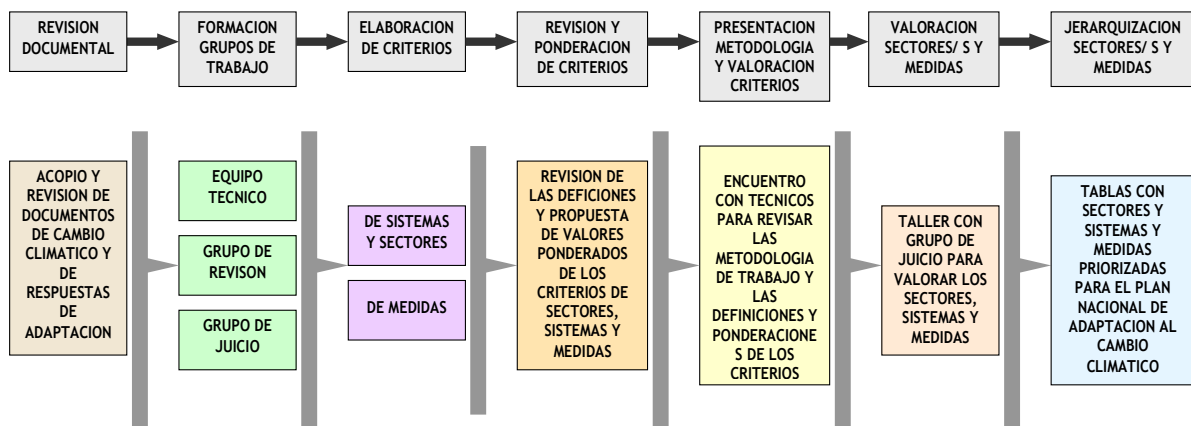 REVISION
DOCUMENTAL
FORMACION
GRUPOS DE
TRABAJO
ELABORACION
DE CRITERIOS
REVISION Y
PONDERACION
DE CRITERIOS
PRESENTACION
METODOLOGIA
Y VALORACION
CRITERIOS
VALORACION
SECTORES/ S Y
MEDIDAS
JERARQUIZACION
SECTORES/ S Y
MEDIDAS
ACOPIO Y
REVISION DE
DOCUMENTOS
DE CAMBIO
CLIMATICO Y
DE
RESPUESTAS
DE
ADAPTACION
EQUIPO
TECNICO
GRUPO DE
REVISON
GRUPO DE
JUICIO
DE SISTEMAS
Y SECTORES
DE MEDIDAS
REVISION DE
LAS DEFICIONES
Y PROPUESTA
DE VALORES
PONDERADOS
DE LOS
CRITERIOS DE
SECTORES,
SISTEMAS Y
MEDIDAS
ENCUENTRO
CON TECNICOS
PARA REVISAR
LAS
METODOLOGIA
DE TRABAJO Y
LAS
DEFINICIONES Y
PONDERACIONE
S DE LOS
CRITERIOS
TALLER CON
GRUPO DE
JUICIO PARA
VALORAR LOS
SECTORES,
SISTEMAS Y
MEDIDAS
TABLAS CON
SECTORES Y
SISTEMAS Y
MEDIDAS
PRIORIZADAS
PARA EL PLAN
NACIONAL DE
ADAPTACION AL
CAMBIO
CLIMATICO